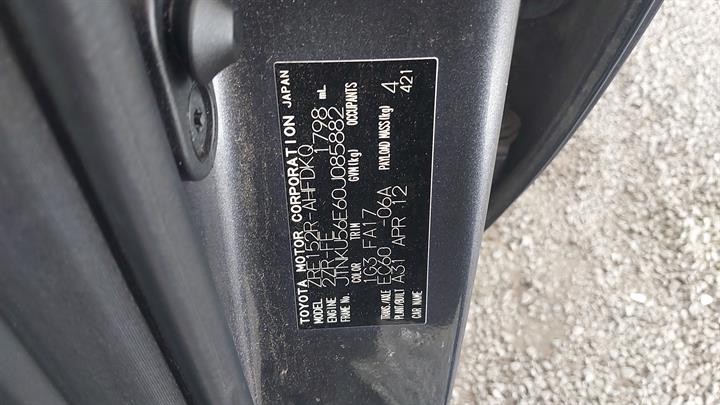 TOYOTA MOTOR CORPORATION JAPAN
MODEL ZRE152R-AHFDKQ
ENGINE 2ZR-FE 1798 mL
FRAME No. JTNKU56E60J085882
COLOR TRIM GVM(kg) OCCUPANTS
1G3 FA17 4
TRANS./AXLE EC60 -06A PAYLOAD MASS(kg) 421
PLANT/BUILT A31 APR 12
CAR NAME